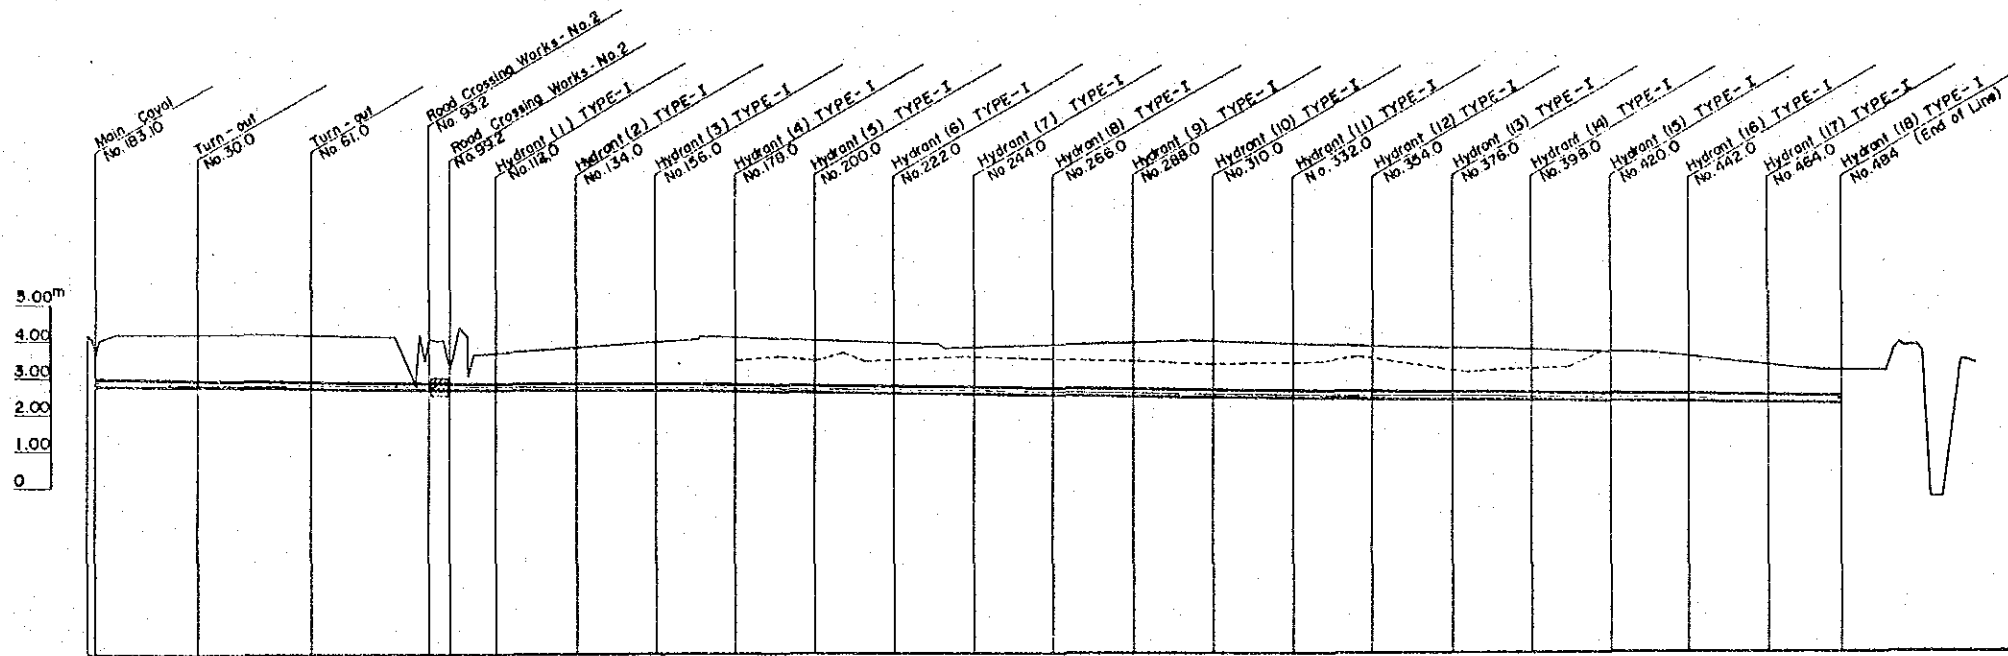 Main Caval
No.183.10
Turn-out
No.30.0
Turn-out
No 61.0
Road Crossing Works-No.2
No. 93.2
Road Crossing Works-No.2
No.99.2
Hydrant (1) TYPE-I
No.112.0
Hydrant (2) TYPE-I
No.134.0
Hydrant (3) TYPE-I
No.156.0
Hydrant (4) TYPE-I
No.178.0
Hydrant (5) TYPE-I
No.200.0
Hydrant (6) TYPE-I
No.222.0
Hydrant (7) TYPE-I
No 244.0
Hydrant (8) TYPE-I
No.266.0
Hydrant (9) TYPE-I
No.288.0
Hydrant (10) TYPE-I
No.310.0
Hydrant (11) TYPE-I
No.332.0
Hydrant (12) TYPE-I
No.354.0
Hydrant (13) TYPE-I
No.376.0
Hydrant (14) TYPE-I
No.398.0
Hydrant (15) TYPE-I
No.420.0
Hydrant (16) TYPE-I
No.442.0
Hydrant (17) TYPE-I
No.464.0
Hydrant (18) TYPE-I
No.484 (End of Line)
5.00m
4.00
3.00
2.00
1.00
0